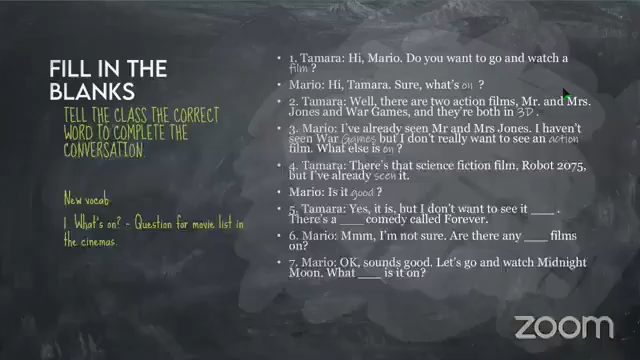 FILL IN THE
BLANKS
TELL THE CLASS THE CORRECT
WORD TO COMPLETE THE
CONVERSATION.
New vocab
1. What's on? - Question for movie list in
the cinemas.
• 1. Tamara: Hi, Mario. Do you want to go and watch a
film ?
Mario: Hi, Tamara. Sure, what's on ?
• 2. Tamara: Well, there are two action films, Mr. and Mrs.
Jones and War Games, and they're both in 3D .
• 3. Mario: I've already seen Mr and Mrs Jones. I haven't
seen War Games but I don't really want to see an action
film. What else is on ?
• 4. Tamara: There's that science fiction film, Robot 2075,
but I've already seen it.
• Mario: Is it good ?
• 5. Tamara: Yes, it is, but I don't want to see it ___ .
There's a ___ comedy called Forever.
• 6. Mario: Mmm, I'm not sure. Are there any ___ films
on?
• 7. Mario: OK, sounds good. Let's go and watch Midnight
Moon. What ___ is it on?
zoom